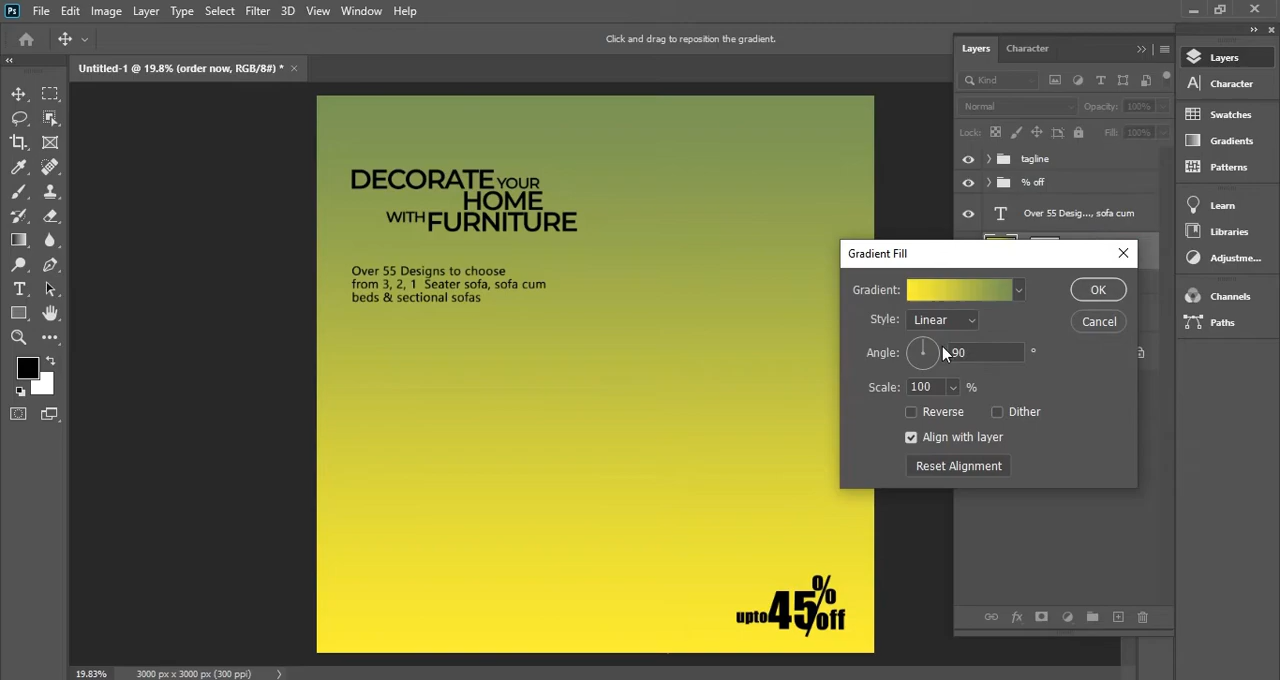 Ps File Edit Image Layer Type Select Filter 3D View Window Help
Click and drag to reposition the gradient.
Untitled-1 @ 19.8% (order now, RGB/8#) * ×
Layers Character
Kind
Normal Opacity: 100%
Lock: Fill: 100%
tagline
% off
T Over 55 Desig..., sofa cum
Layers
Character
Swatches
Gradients
Patterns
Learn
Libraries
Adjustme...
Channels
Paths
DECORATE YOUR
HOME
WITH FURNITURE
Over 55 Designs to choose
from 3, 2, 1 Seater sofa, sofa cum
beds & sectional sofas
upto 45% off
Gradient Fill
Gradient: OK
Style: Linear Cancel
Angle: 90 °
Scale: 100 %
Reverse Dither
Align with layer
Reset Alignment
fx
19.83% 3000 px x 3000 px (300 ppi)